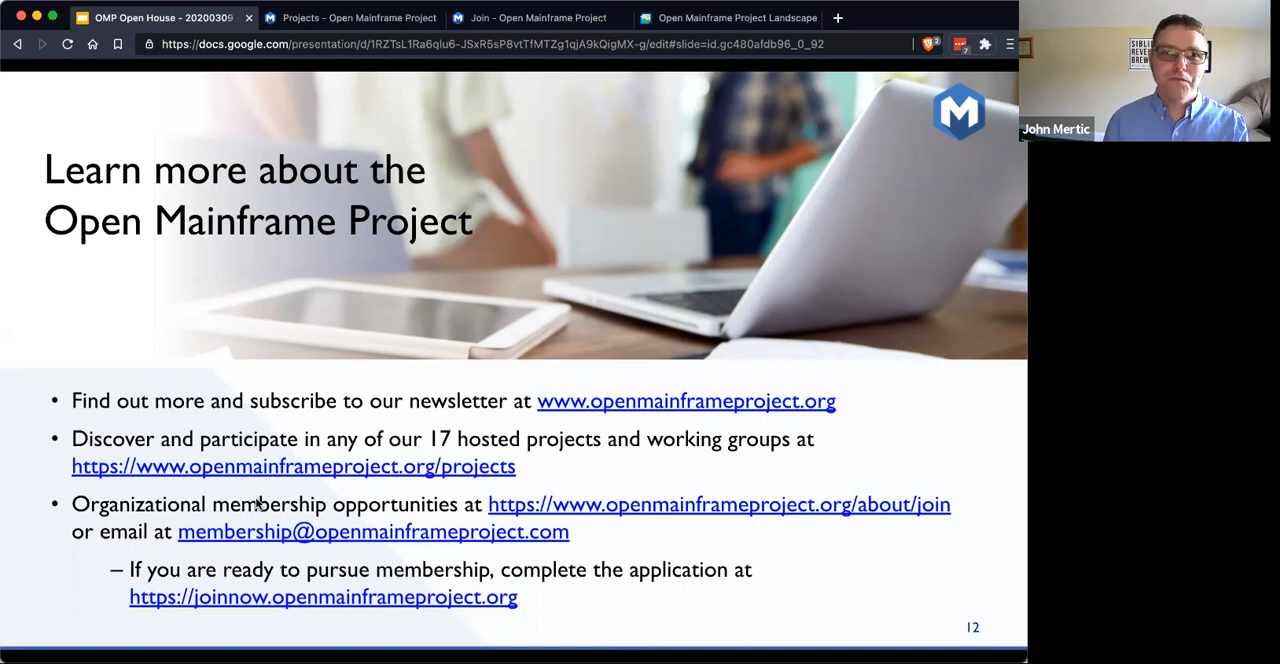 OMP Open House - 20200309
Projects - Open Mainframe Project
Join - Open Mainframe Project
Open Mainframe Project Landscape
https://docs.google.com/presentation/d/1RZTsL1Ra6qlu6-JSxR5sP8vtTfMTZg1qjA9kQigMX-g/edit#slide=id.gc480afdb96_0_92
2
7
SIBLI
REVE
BREW
John Mertic
M
Learn more about the
Open Mainframe Project
• Find out more and subscribe to our newsletter at www.openmainframeproject.org
• Discover and participate in any of our 17 hosted projects and working groups at
https://www.openmainframeproject.org/projects
• Organizational membership opportunities at https://www.openmainframeproject.org/about/join
or email at membership@openmainframeproject.com
– If you are ready to pursue membership, complete the application at
https://joinnow.openmainframeproject.org
12